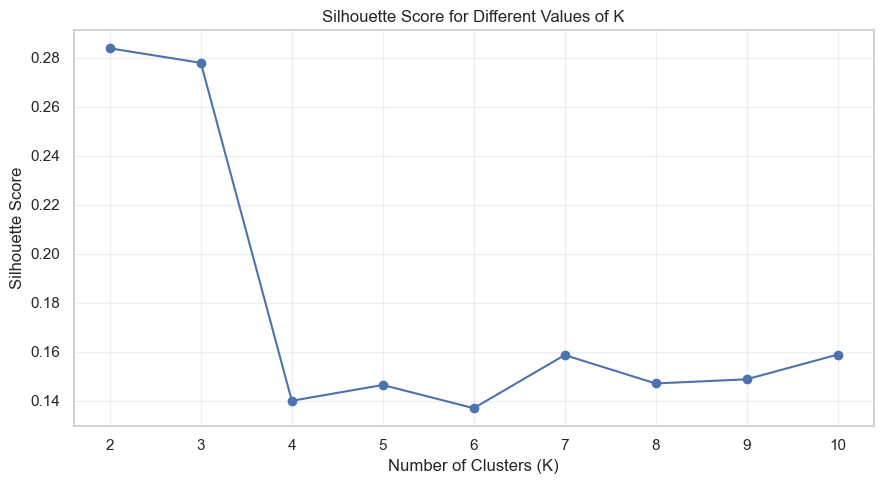 Silhouette Score for Different Values of K
Silhouette Score
0.28
0.26
0.24
0.22
0.20
0.18
0.16
0.14
2 3 4 5 6 7 8 9 10
Number of Clusters (K)